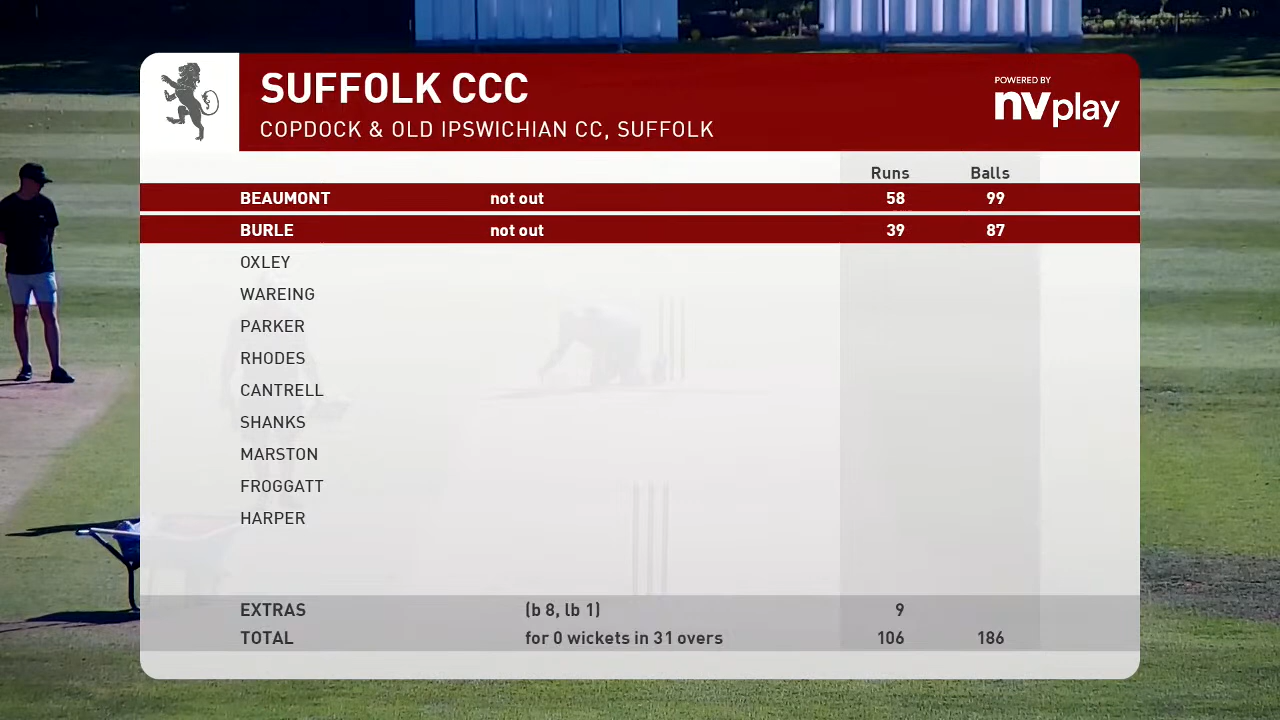 SUFFOLK CCC
COPDOCK & OLD IPSWICHIAN CC, SUFFOLK
POWERED BY
nvplay
Runs Balls
BEAUMONT not out 58 99
BURLE not out 39 87
OXLEY
WAREING
PARKER
RHODES
CANTRELL
SHANKS
MARSTON
FROGGATT
HARPER
EXTRAS (b 8, lb 1) 9
TOTAL for 0 wickets in 31 overs 106 186